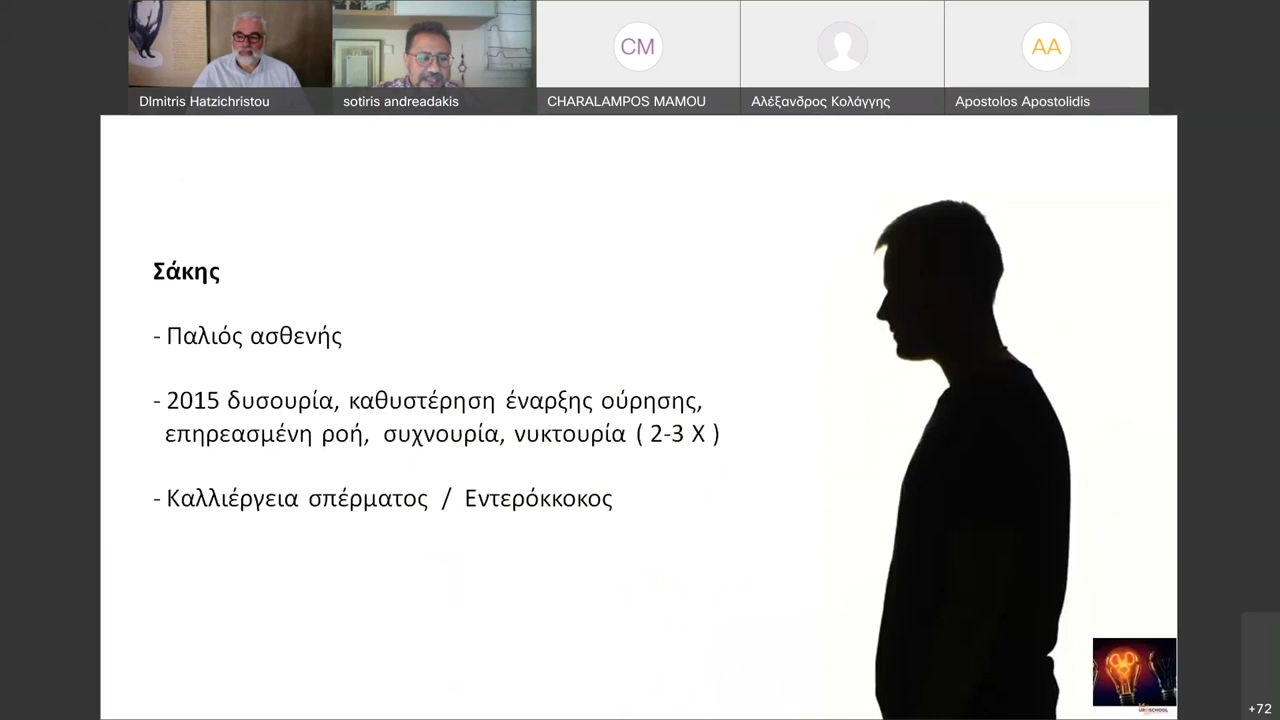 CM
AA
DImitris Hatzichristou
sotiris andreadakis
CHARALAMPOS MAMOU
Αλέξανδρος Κολάγγης
Apostolos Apostolidis
Σάκης
- Παλιός ασθενής
- 2015 δυσουρία, καθυστέρηση έναρξης ούρησης,
επηρεασμένη ροή, συχνουρία, νυκτουρία ( 2-3 Χ )
- Καλλιέργεια σπέρματος / Εντερόκκοκος
+72